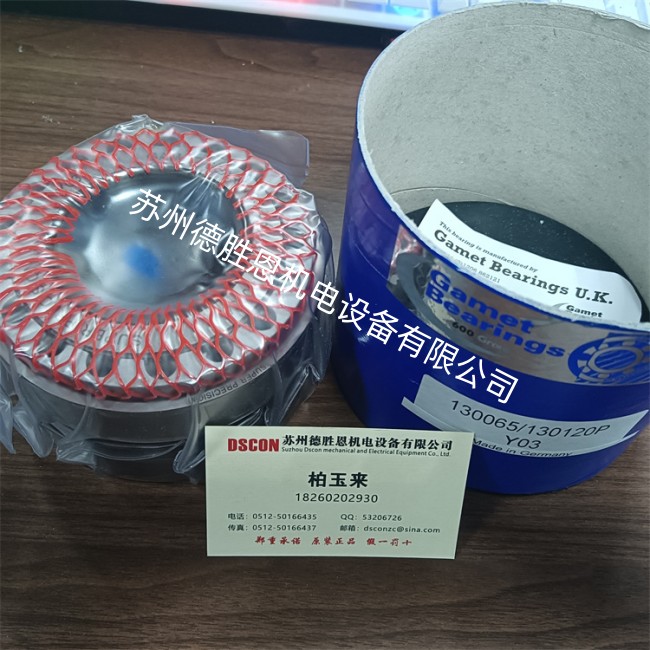 苏州德胜恩机电设备有限公司
This bearing is manufactured by
Gamet Bearings U.K.
Gamet
Gamet
Bearings
600
130065/130120P
Y03
Made in Germany
SUPER PRECISION
DSCON 苏州德胜恩机电设备有限公司
Suzhou Dscon mechanical and Electrical Equipment Co., Ltd.
柏玉来
18260202930
电话：0512-50166435 QQ：53206726
传真：0512-50166437 邮箱：dsconzc@sina.com
郑重承诺 原装正品 假一罚十